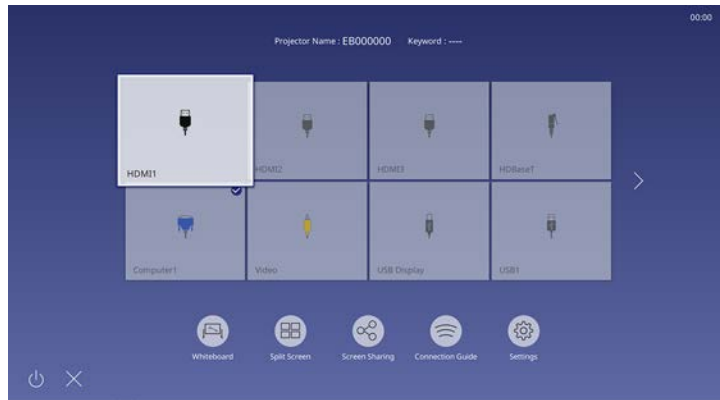 00:00
Projector Name : EB000000 Keyword : ----
HDMI1
HDMI2
HDMI3
HDBaseT
Computer1
Video
USB Display
USB1
Whiteboard
Split Screen
Screen Sharing
Connection Guide
Settings